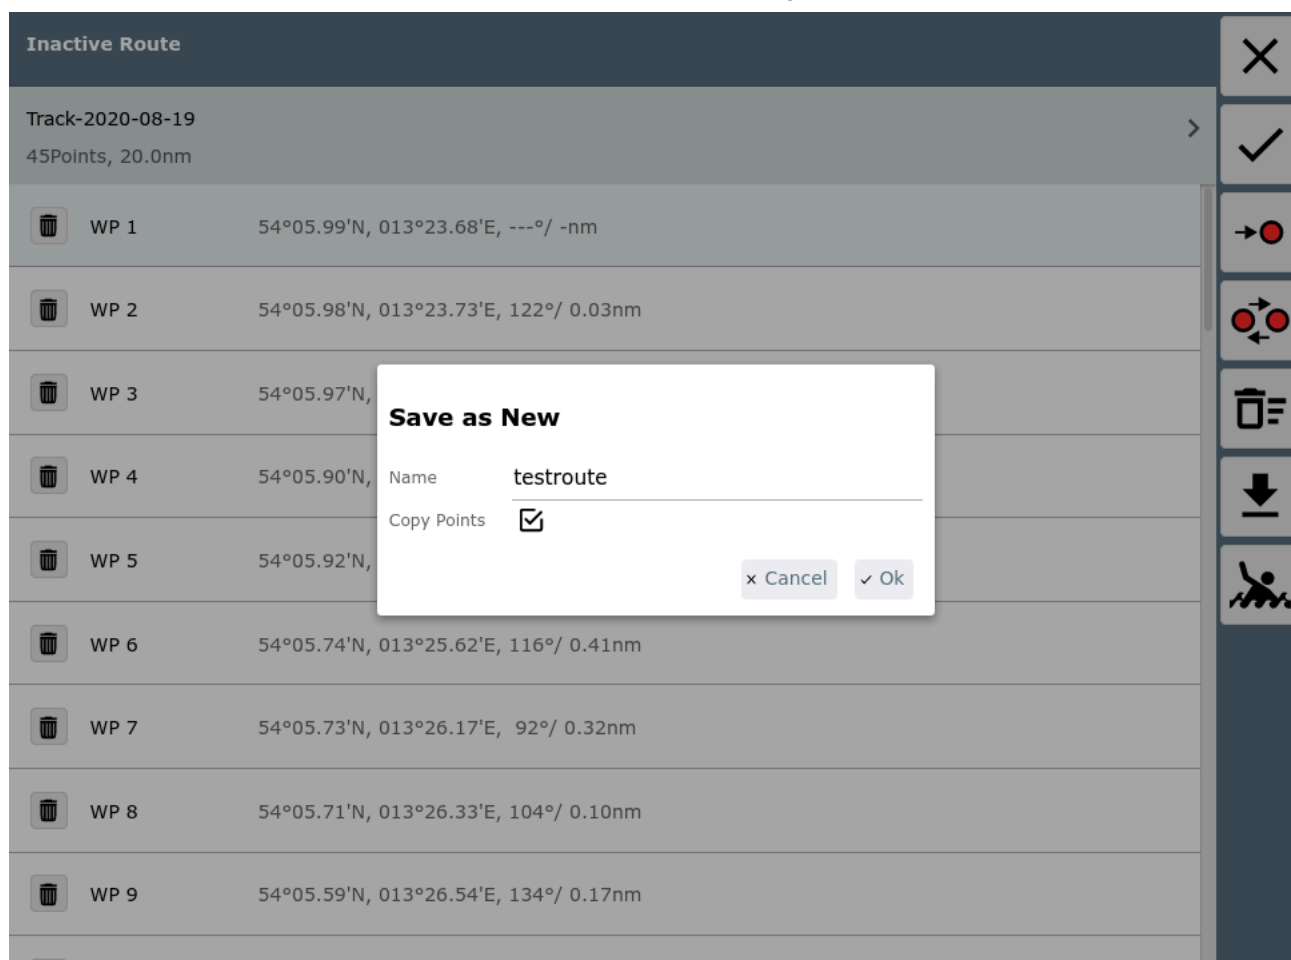 Inactive Route
Track-2020-08-19
45Points, 20.0nm
WP 1 54°05.99'N, 013°23.68'E, ---°/ -nm
WP 2 54°05.98'N, 013°23.73'E, 122°/ 0.03nm
WP 3 54°05.97'N,
WP 4 54°05.90'N,
WP 5 54°05.92'N,
Save as New
Name testroute
Copy Points
× Cancel ✓ Ok
WP 6 54°05.74'N, 013°25.62'E, 116°/ 0.41nm
WP 7 54°05.73'N, 013°26.17'E, 92°/ 0.32nm
WP 8 54°05.71'N, 013°26.33'E, 104°/ 0.10nm
WP 9 54°05.59'N, 013°26.54'E, 134°/ 0.17nm